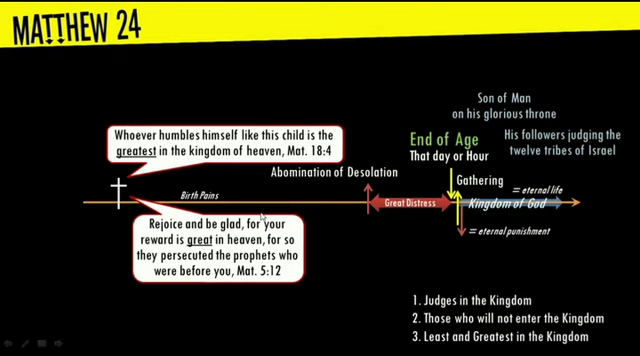 MATTHEW 24
Whoever humbles himself like this child is the
greatest in the kingdom of heaven, Mat. 18:4
Son of Man
on his glorious throne
End of Age
That day or Hour
His followers judging the
twelve tribes of Israel
Abomination of Desolation
Gathering
Birth Pains
Great Distress
= eternal life
Kingdom of God
= eternal punishment
Rejoice and be glad, for your
reward is great in heaven, for so
they persecuted the prophets who
were before you, Mat. 5:12
1. Judges in the Kingdom
2. Those who will not enter the Kingdom
3. Least and Greatest in the Kingdom